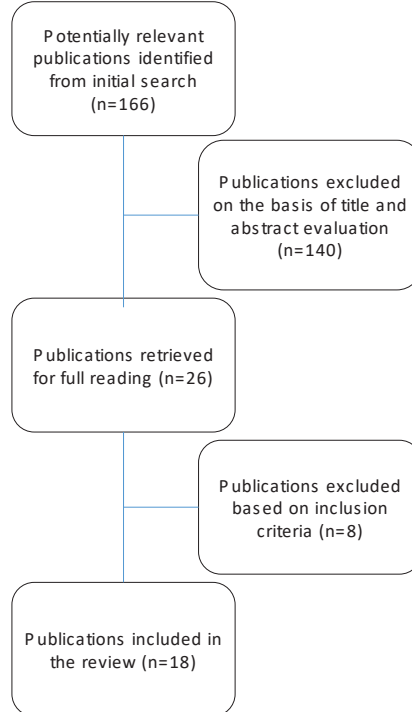 Potentially relevant
publications identified
from initial search
(n=166)
Publications excluded
on the basis of title and
abstract evaluation
(n=140)
Publications retrieved
for full reading (n=26)
Publications excluded
based on inclusion
criteria (n=8)
Publications included in
the review (n=18)